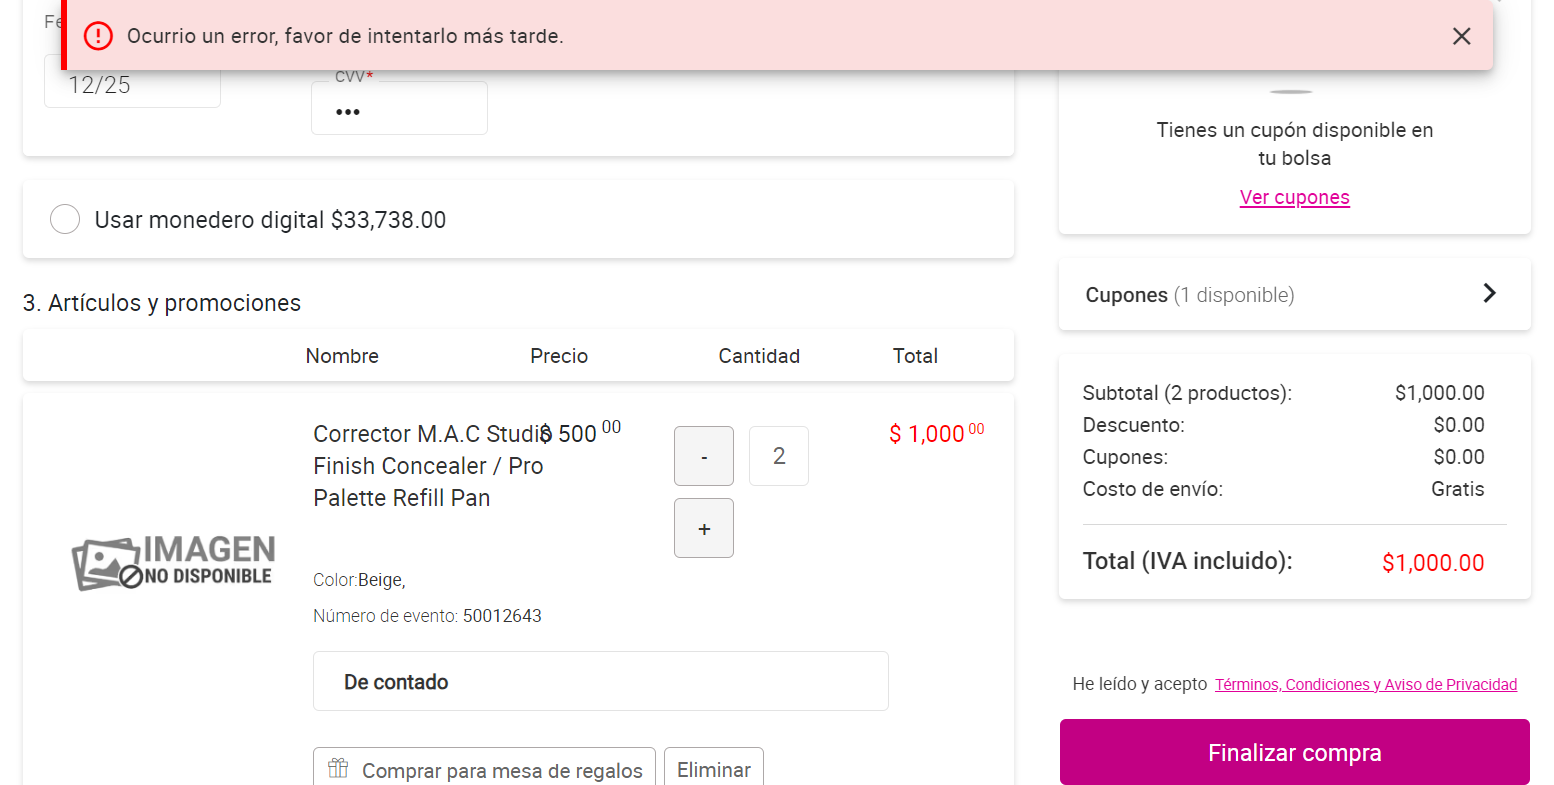 Fe
Ocurrio un error, favor de intentarlo más tarde.
12/25
CVV*
•••
Usar monedero digital $33,738.00
3. Artículos y promociones
Nombre Precio Cantidad Total
Corrector M.A.C Studio $ 500 00
Finish Concealer / Pro
Palette Refill Pan
- 2
+
$ 1,000 00
IMAGEN
NO DISPONIBLE
Color:Beige,
Número de evento: 50012643
De contado
Comprar para mesa de regalos Eliminar
Tienes un cupón disponible en
tu bolsa
Ver cupones
Cupones (1 disponible)
Subtotal (2 productos): $1,000.00
Descuento: $0.00
Cupones: $0.00
Costo de envío: Gratis
Total (IVA incluido): $1,000.00
He leído y acepto Términos, Condiciones y Aviso de Privacidad
Finalizar compra